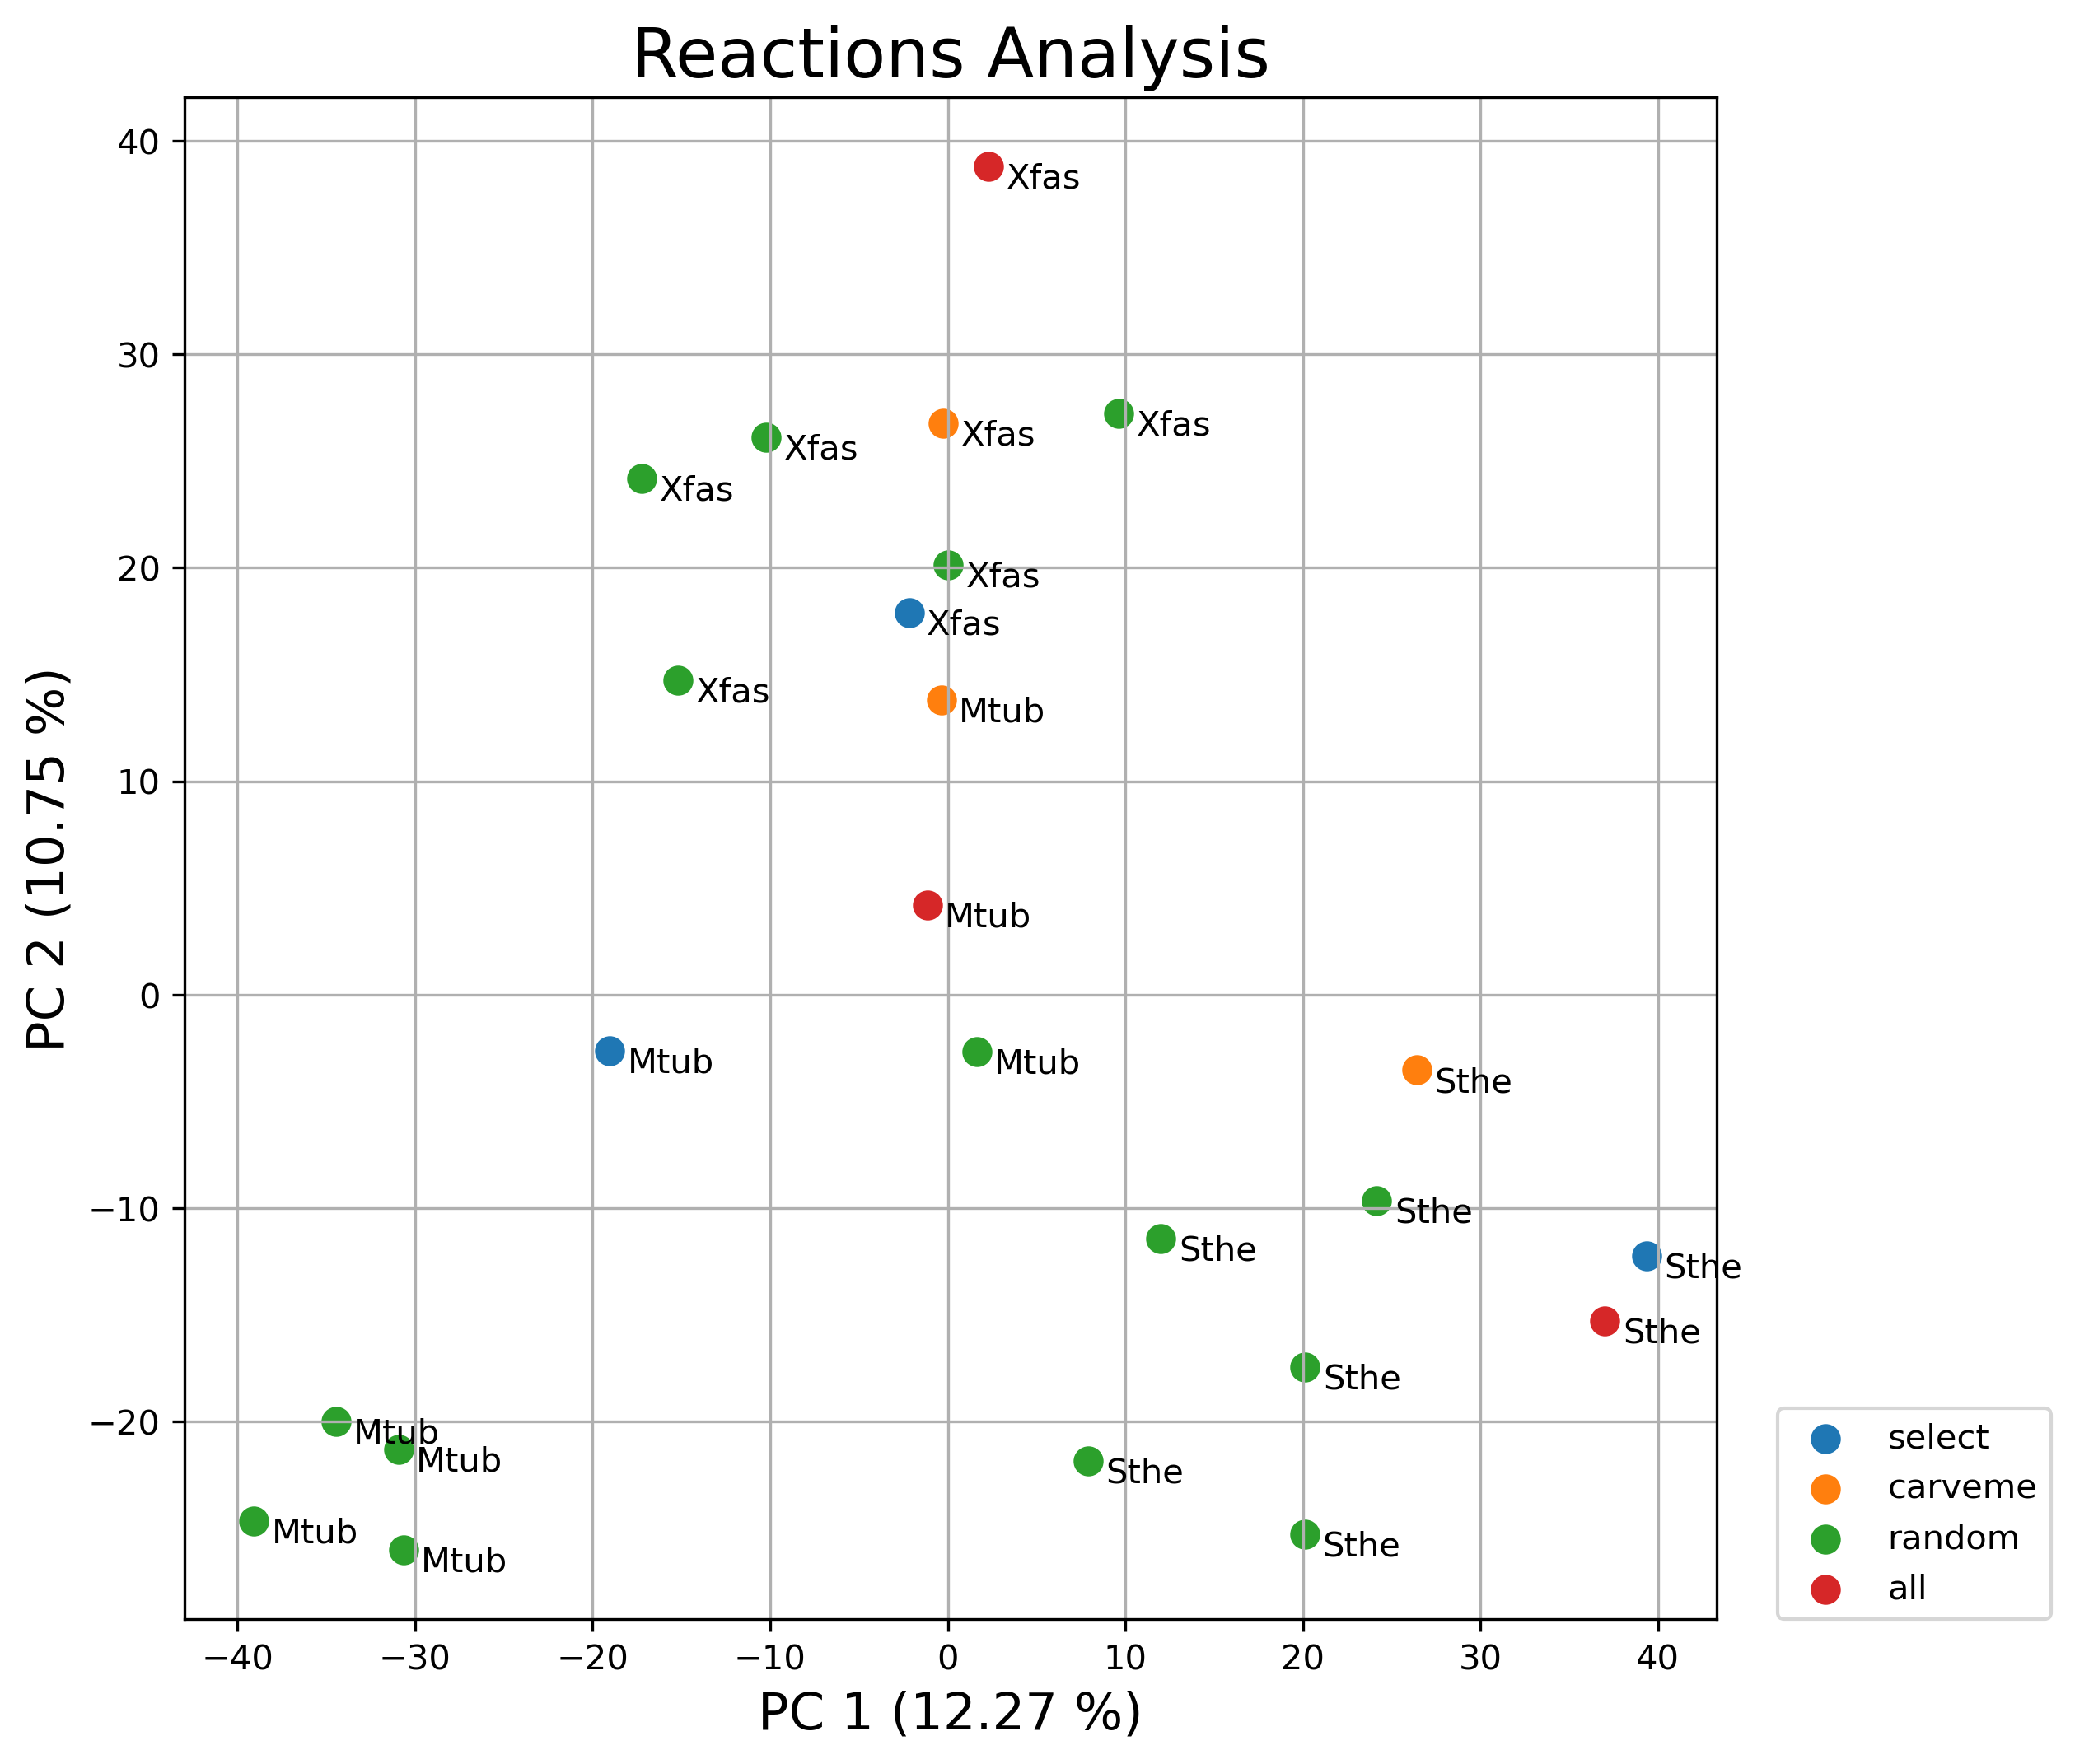 Reactions Analysis
40
Xfas
30
Xfas
Xfas
Xfas
Xfas
20
Xfas
Xfas
Xfas
Mtub
10
Mtub
0
Mtub
Mtub
Sthe
−10
Sthe
Sthe
Sthe
Sthe
Sthe
−20
Mtub
Mtub
Sthe
Mtub
Sthe
Mtub
PC 2 (10.75 %)
−40 −30 −20 −10 0 10 20 30 40
PC 1 (12.27 %)
select
carveme
random
all